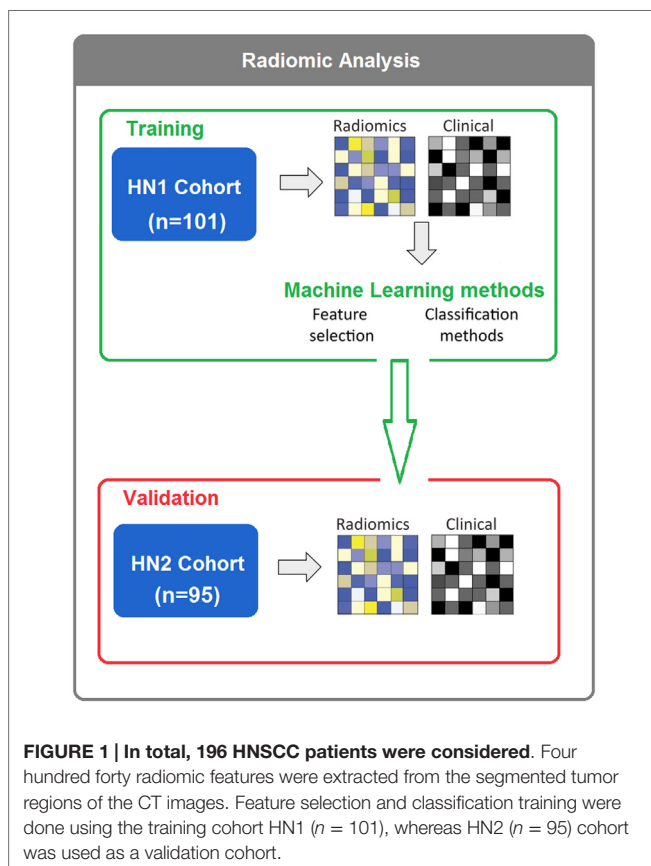 Radiomic Analysis
Training
HN1 Cohort
(n=101)
Radiomics
Clinical
Machine Learning methods
Feature
selection
Classification
methods
Validation
HN2 Cohort
(n=95)
Radiomics
Clinical
FIGURE 1 | In total, 196 HNSCC patients were considered. Four
hundred forty radiomic features were extracted from the segmented tumor
regions of the CT images. Feature selection and classification training were
done using the training cohort HN1 (n = 101), whereas HN2 (n = 95) cohort
was used as a validation cohort.